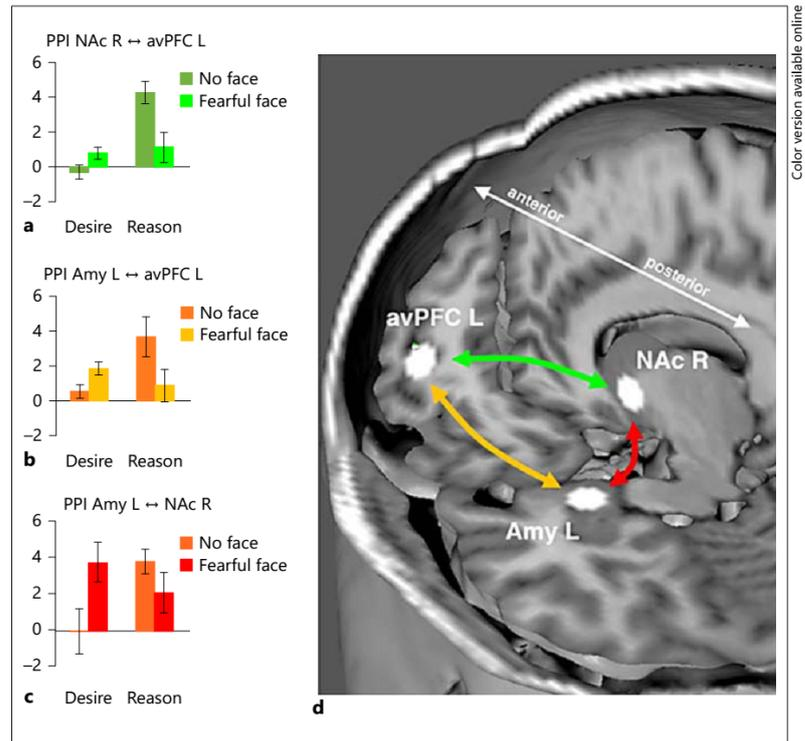 Color version available online
PPI NAc R ↔ avPFC L
6
4
2
0
–2
No face
Fearful face
Desire Reason
a
PPI Amy L ↔ avPFC L
6
4
2
0
–2
No face
Fearful face
Desire Reason
b
PPI Amy L ↔ NAc R
6
4
2
0
–2
No face
Fearful face
Desire Reason
c
anterior
posterior
avPFC L
NAc R
Amy L
d